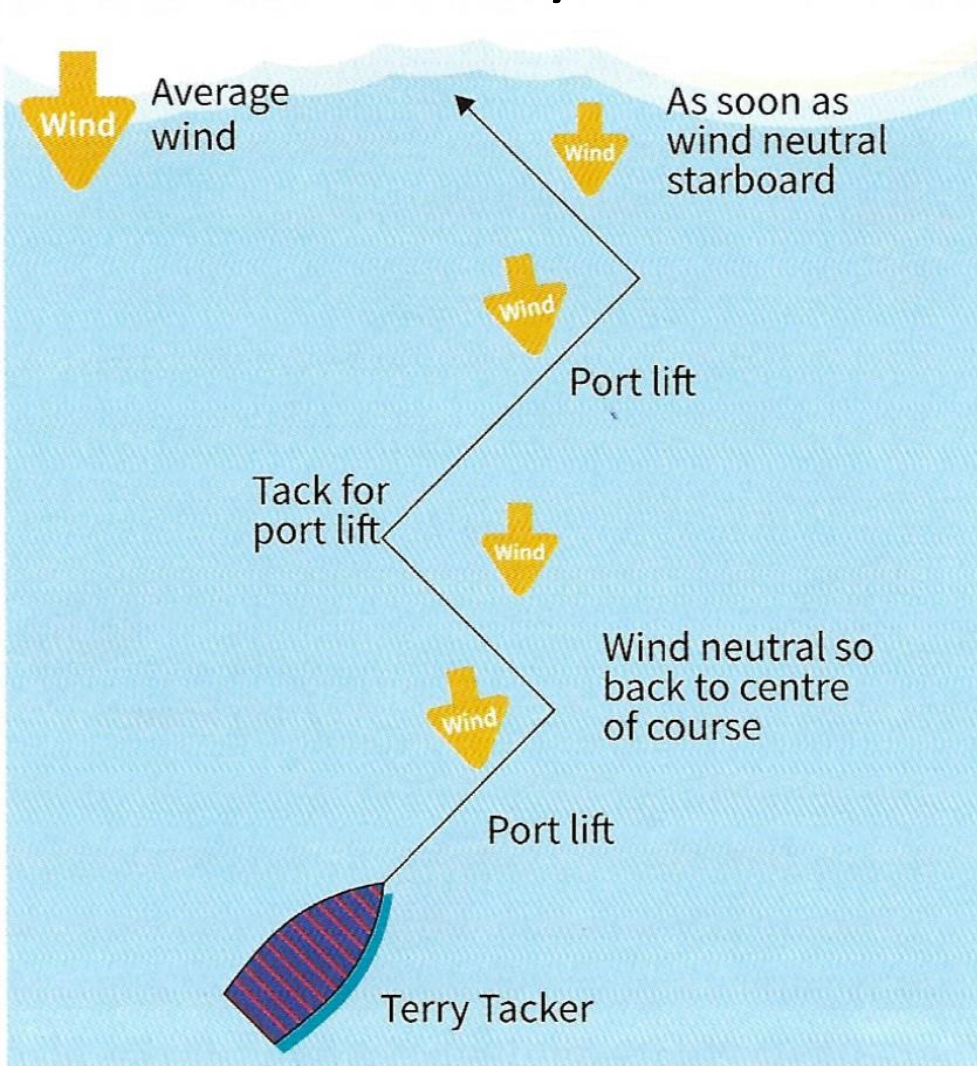 Wind
Average
wind
Wind
As soon as
wind neutral
starboard
Wind
Port lift
Tack for
port lift
Wind
Wind neutral so
back to centre
of course
Wind
Port lift
Terry Tacker